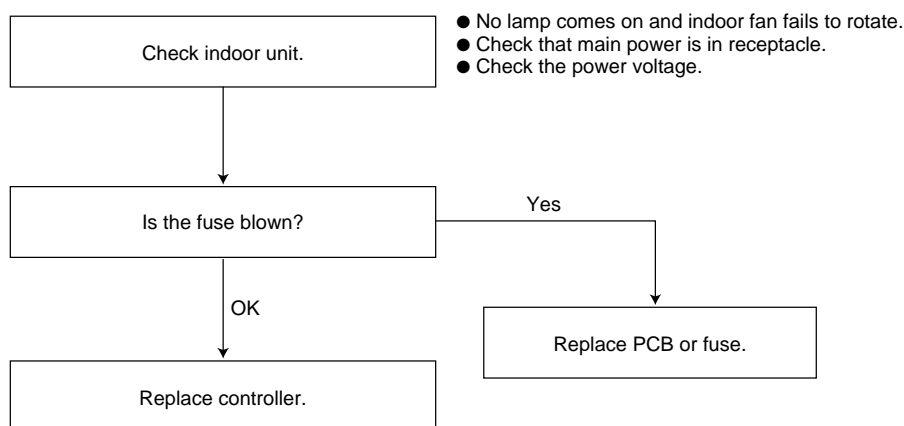 Check indoor unit.
● No lamp comes on and indoor fan fails to rotate.
● Check that main power is in receptacle.
● Check the power voltage.
Is the fuse blown?
Yes
OK
Replace PCB or fuse.
Replace controller.